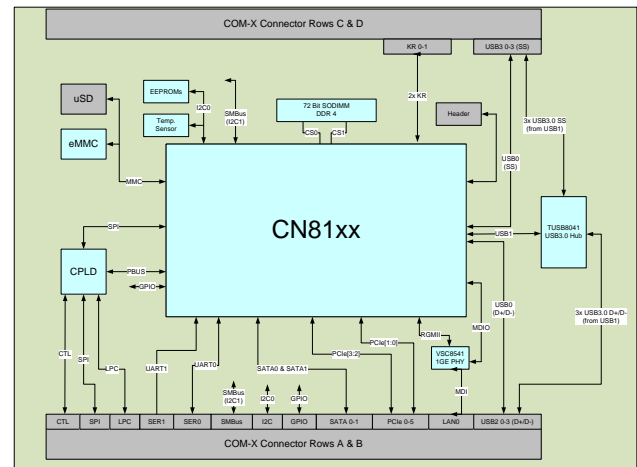 COM-X Connector Rows C & D
KR 0-1
USB3 0-3 (SS)
EEPROMs
I2C0
SMBus
(I2C1)
72 Bit SODIMM
DDR 4
CS0
CS1
2x KR
uSD
Header
Temp.
Sensor
eMMC
MMC
USB0
(SS)
3x USB3.0 SS
(from USB1)
CN81xx
SPI
USB1
TUSB8041
USB3.0 Hub
CPLD
PBUS
GPIO
USB0
(D+/D-)
3x USB3.0 D+/D-
(from USB1)
MDIO
RGMII
CTL
SPI
LPC
UART1
UART0
SATA0 & SATA1
PCIe[3:2]
PCIe[1:0]
VSC8541
1GE PHY
SMBus
(I2C1)
I2C0
GPIO
MDI
CTL
SPI
LPC
SER1
SER0
SMBus
I2C
GPIO
SATA 0-1
PCIe 0-5
LAN0
USB2 0-3 (D+/D-)
COM-X Connector Rows A & B